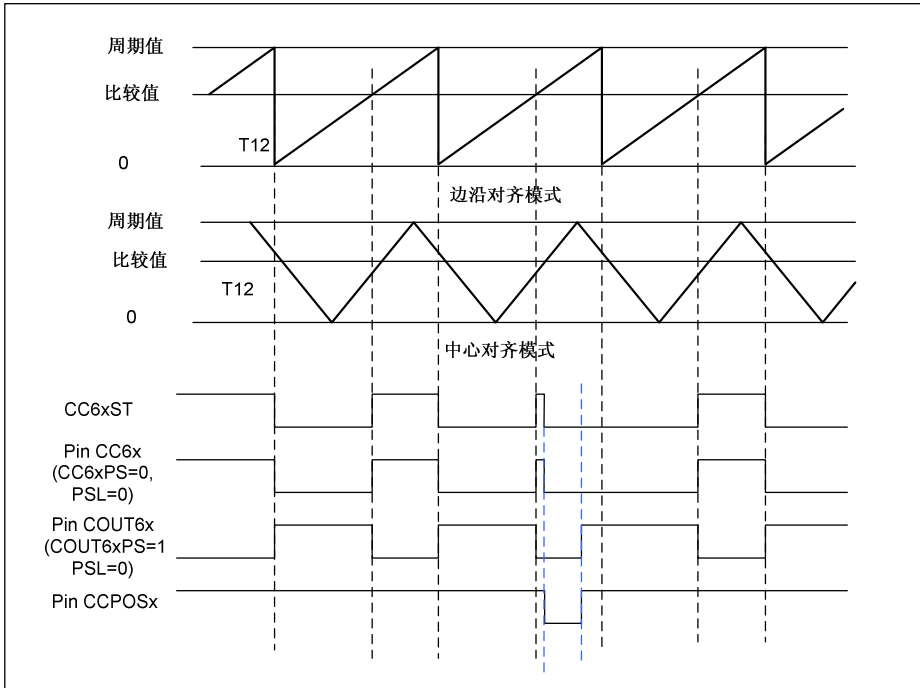 周期值
比较值
T12
0
边沿对齐模式
周期值
比较值
T12
0
中心对齐模式
CC6xST
Pin CC6x
(CC6xPS=0,
PSL=0)
Pin COUT6x
(COUT6xPS=1
PSL=0)
Pin CCPOSx